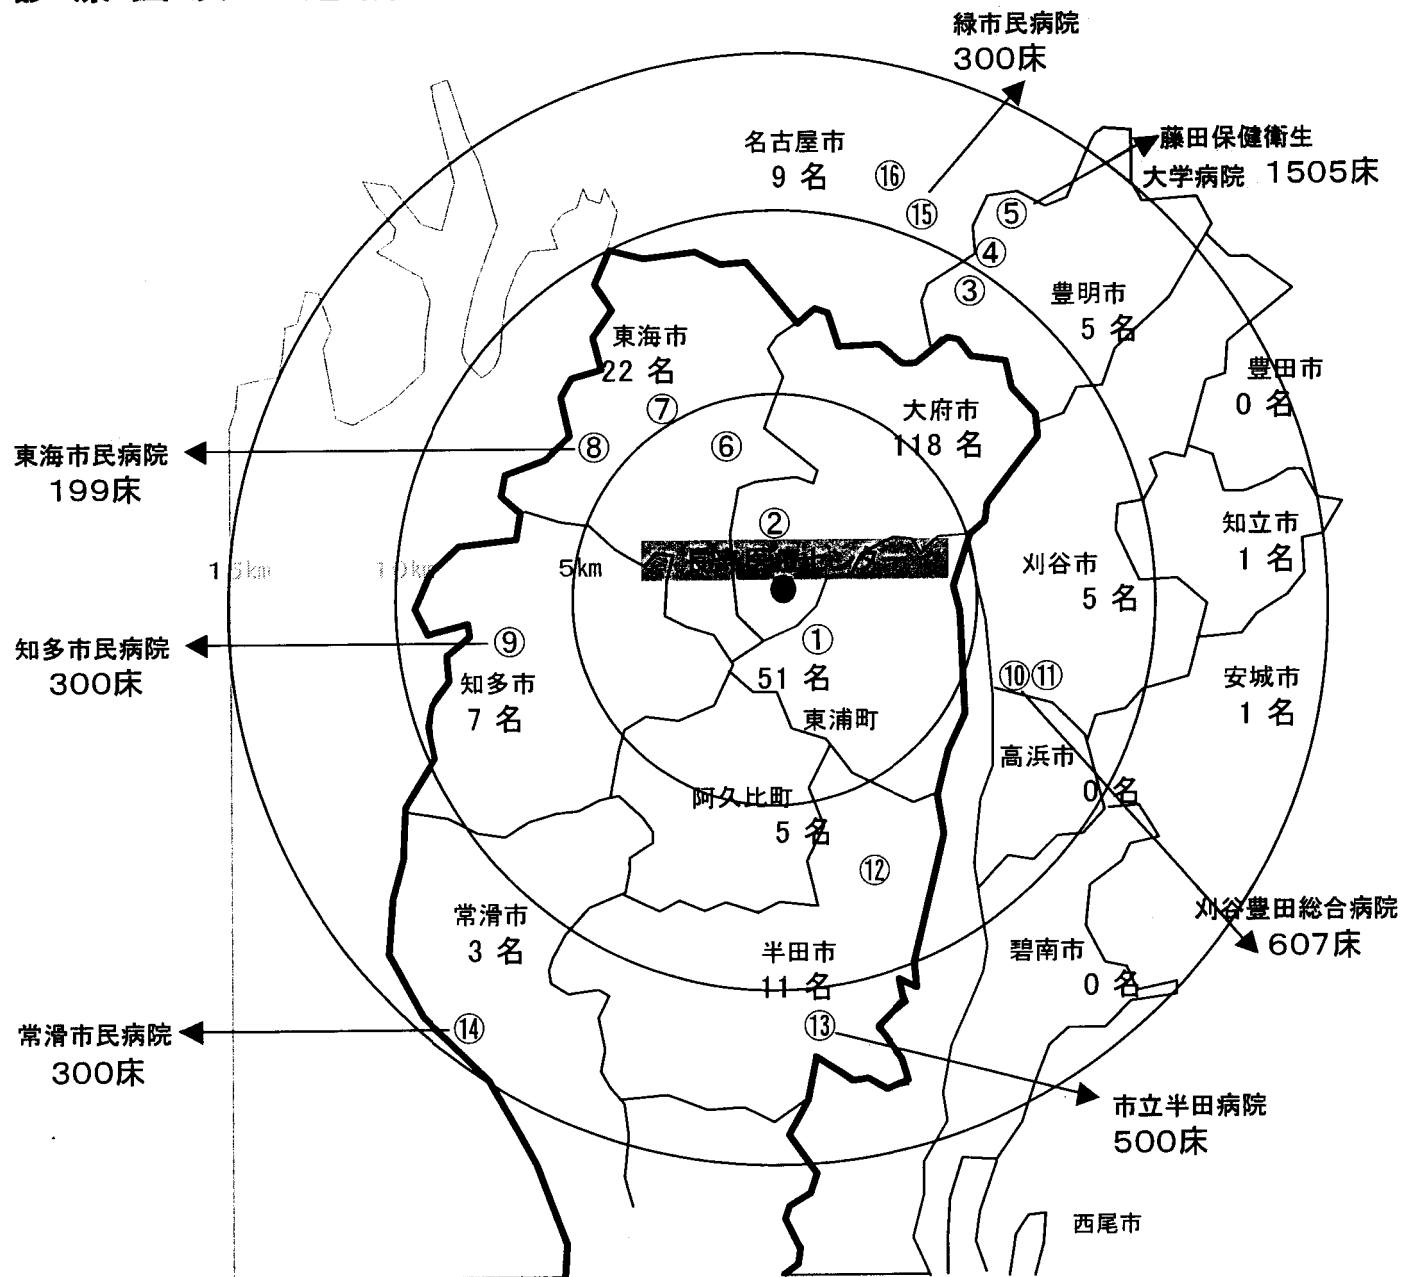 緑市民病院
300床
藤田保健衛生
大学病院 1505床
名古屋市
9 名
⑯
⑮
⑤
④
③
豊明市
5 名
東海市
22 名
⑦
⑧
⑥
大府市
118 名
豊田市
0 名
東海市民病院
199床
②
知立市
1 名
15km
10km
5km
刈谷市
5 名
①
51 名
東浦町
知多市民病院
300床
⑨
知多市
7 名
⑩⑪
安城市
1 名
高浜市
0 名
阿久比町
5 名
⑫
刈谷豊田総合病院
607床
常滑市
3 名
半田市
11 名
碧南市
0 名
常滑市民病院
300床
⑭
⑬
市立半田病院
500床
西尾市